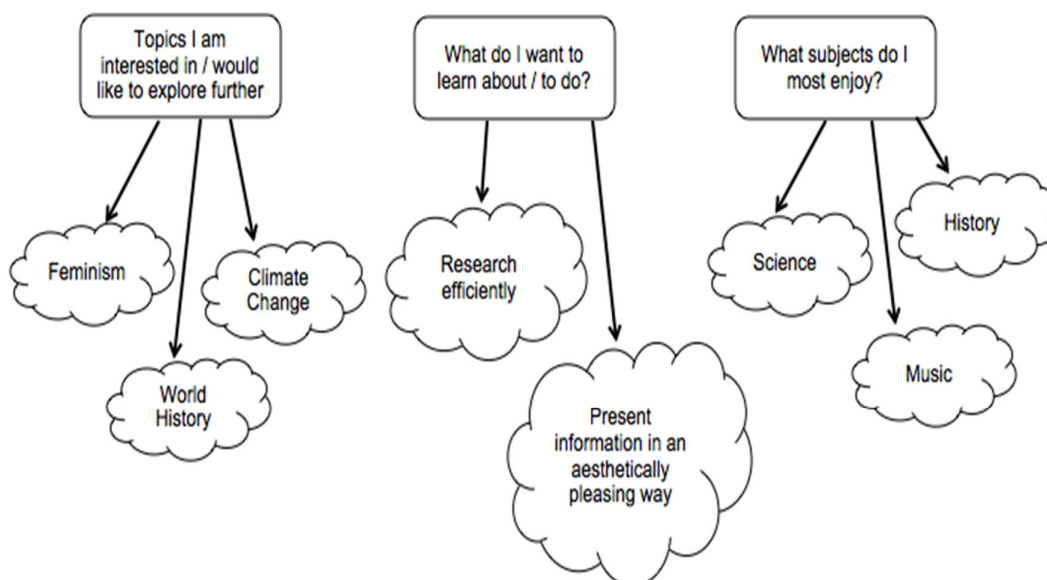 Topics I am
interested in / would
like to explore further
What do I want to
learn about / to do?
What subjects do I
most enjoy?
Feminism
Climate
Change
World
History
Research
efficiently
Present
information in an
aesthetically
pleasing way
Science
History
Music